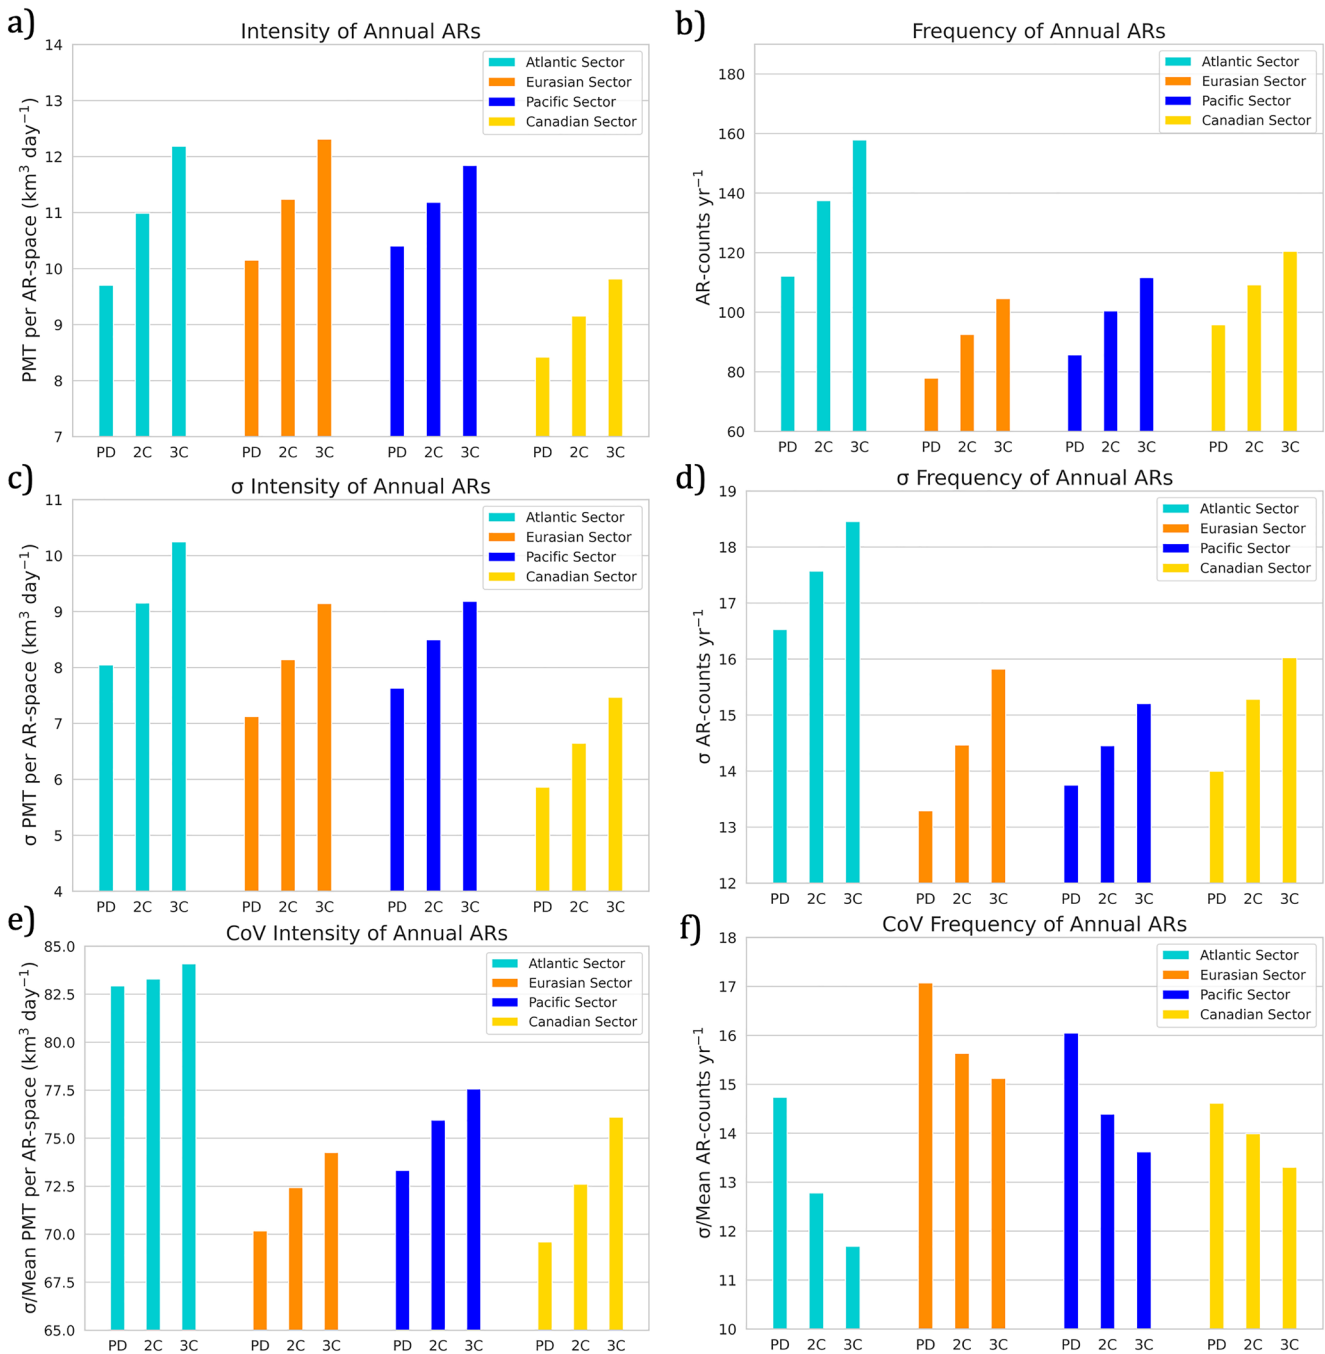 a)
Intensity of Annual ARs
PMT per AR-space (km³ day⁻¹)
14
13
12
11
10
9
8
7
Atlantic Sector
Eurasian Sector
Pacific Sector
Canadian Sector
PD 2C 3C PD 2C 3C PD 2C 3C PD 2C 3C
b)
Frequency of Annual ARs
AR-counts yr⁻¹
180
160
140
120
100
80
60
Atlantic Sector
Eurasian Sector
Pacific Sector
Canadian Sector
PD 2C 3C PD 2C 3C PD 2C 3C PD 2C 3C
c)
σ Intensity of Annual ARs
σ PMT per AR-space (km³ day⁻¹)
11
10
9
8
7
6
5
4
Atlantic Sector
Eurasian Sector
Pacific Sector
Canadian Sector
PD 2C 3C PD 2C 3C PD 2C 3C PD 2C 3C
d)
σ Frequency of Annual ARs
σ AR-counts yr⁻¹
19
18
17
16
15
14
13
12
Atlantic Sector
Eurasian Sector
Pacific Sector
Canadian Sector
PD 2C 3C PD 2C 3C PD 2C 3C PD 2C 3C
e)
CoV Intensity of Annual ARs
σ/Mean PMT per AR-space (km³ day⁻¹)
85.0
82.5
80.0
77.5
75.0
72.5
70.0
67.5
65.0
Atlantic Sector
Eurasian Sector
Pacific Sector
Canadian Sector
PD 2C 3C PD 2C 3C PD 2C 3C PD 2C 3C
f)
CoV Frequency of Annual ARs
σ/Mean AR-counts yr⁻¹
18
17
16
15
14
13
12
11
10
Atlantic Sector
Eurasian Sector
Pacific Sector
Canadian Sector
PD 2C 3C PD 2C 3C PD 2C 3C PD 2C 3C